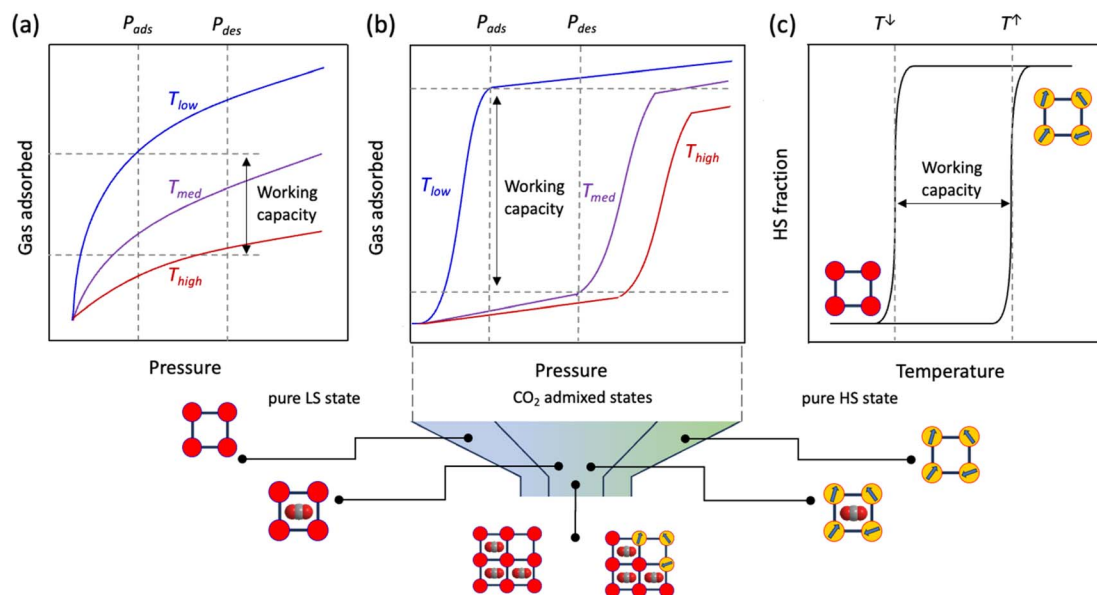 (a)
P_ads
P_des
T_low
T_med
T_high
Working
capacity
Gas adsorbed
Pressure
(b)
P_ads
P_des
T_low
T_med
T_high
Working
capacity
Gas adsorbed
Pressure
(c)
T↓
T↑
Working
capacity
HS fraction
Temperature
pure LS state
CO₂ admixed states
pure HS state